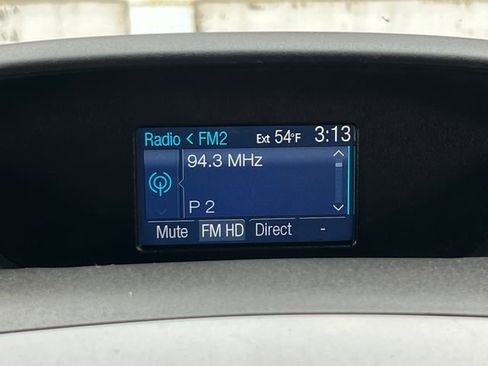 Radio < FM2 Ext 54°F 3:13
94.3 MHz
P 2
Mute FM HD Direct -